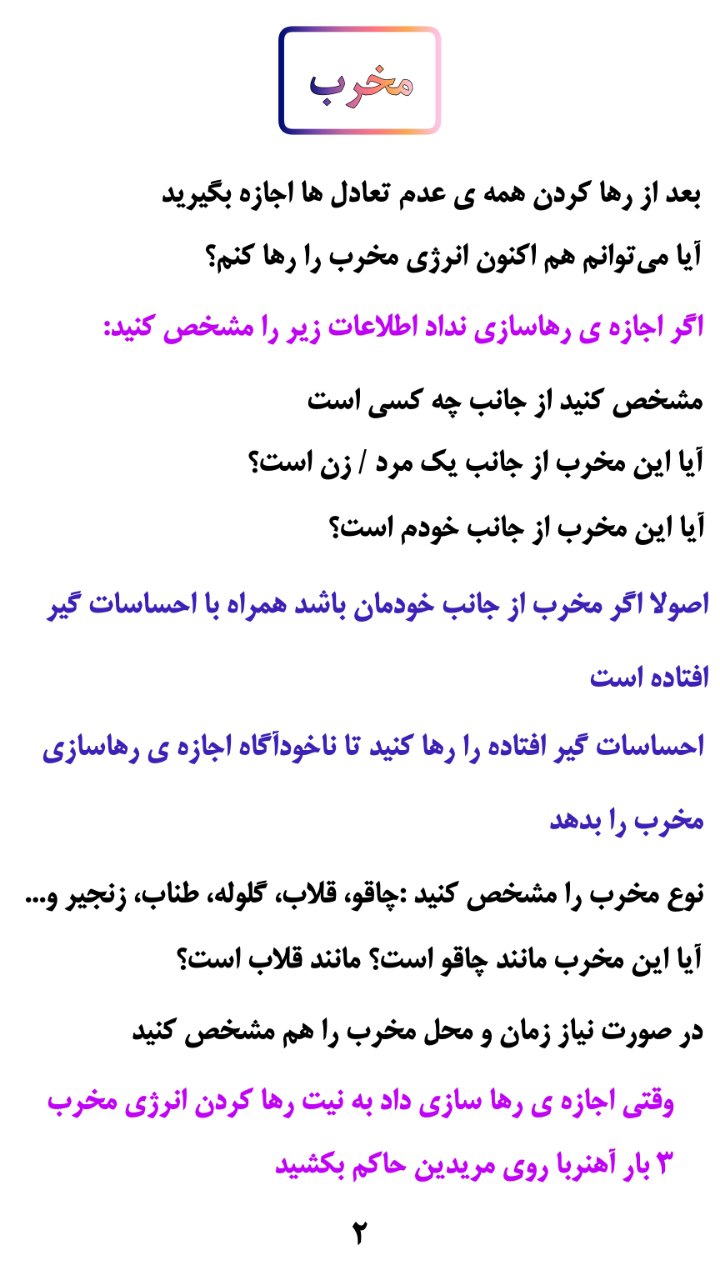 مخرب
بعد از رها کردن همه ی عدم تعادل ها اجازه بگیرید
آیا می‌توانم هم اکنون انرژی مخرب را رها کنم؟
اگر اجازه ی رهاسازی نداد اطلاعات زیر را مشخص کنید:
مشخص کنید از جانب چه کسی است
آیا این مخرب از جانب یک مرد / زن است؟
آیا این مخرب از جانب خودم است؟
اصولا اگر مخرب از جانب خودمان باشد همراه با احساسات گیر
افتاده است
احساسات گیر افتاده را رها کنید تا ناخودآگاه اجازه ی رهاسازی
مخرب را بدهد
نوع مخرب را مشخص کنید :چاقو، قلاب، گلوله، طناب، زنجیر و...
آیا این مخرب مانند چاقو است؟ مانند قلاب است؟
در صورت نیاز زمان و محل مخرب را هم مشخص کنید
وقتی اجازه ی رها سازی داد به نیت رها کردن انرژی مخرب
۳ بار آهنربا روی مریدین حاکم بکشید
۲